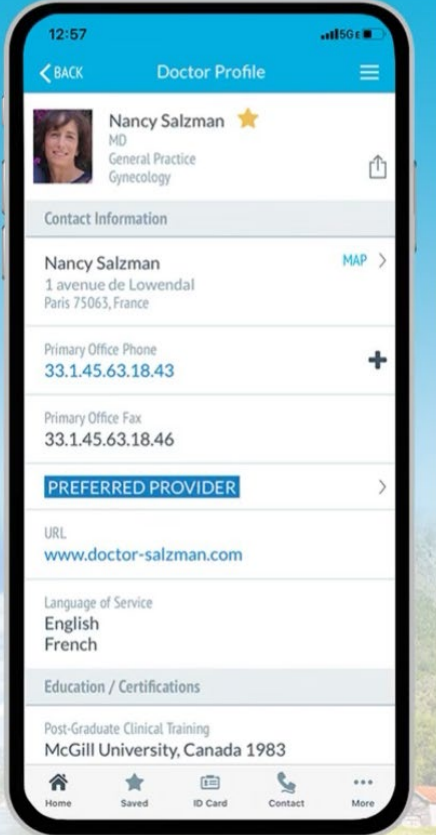 12:57
5G E
BACK
Doctor Profile
Nancy Salzman
MD
General Practice
Gynecology
Contact Information
Nancy Salzman
MAP
1 avenue de Lowendal
Paris 75063, France
Primary Office Phone
33.1.45.63.18.43
Primary Office Fax
33.1.45.63.18.46
PREFERRED PROVIDER
URL
www.doctor-salzman.com
Language of Service
English
French
Education / Certifications
Post-Graduate Clinical Training
McGill University, Canada 1983
Home Saved ID Card Contact More